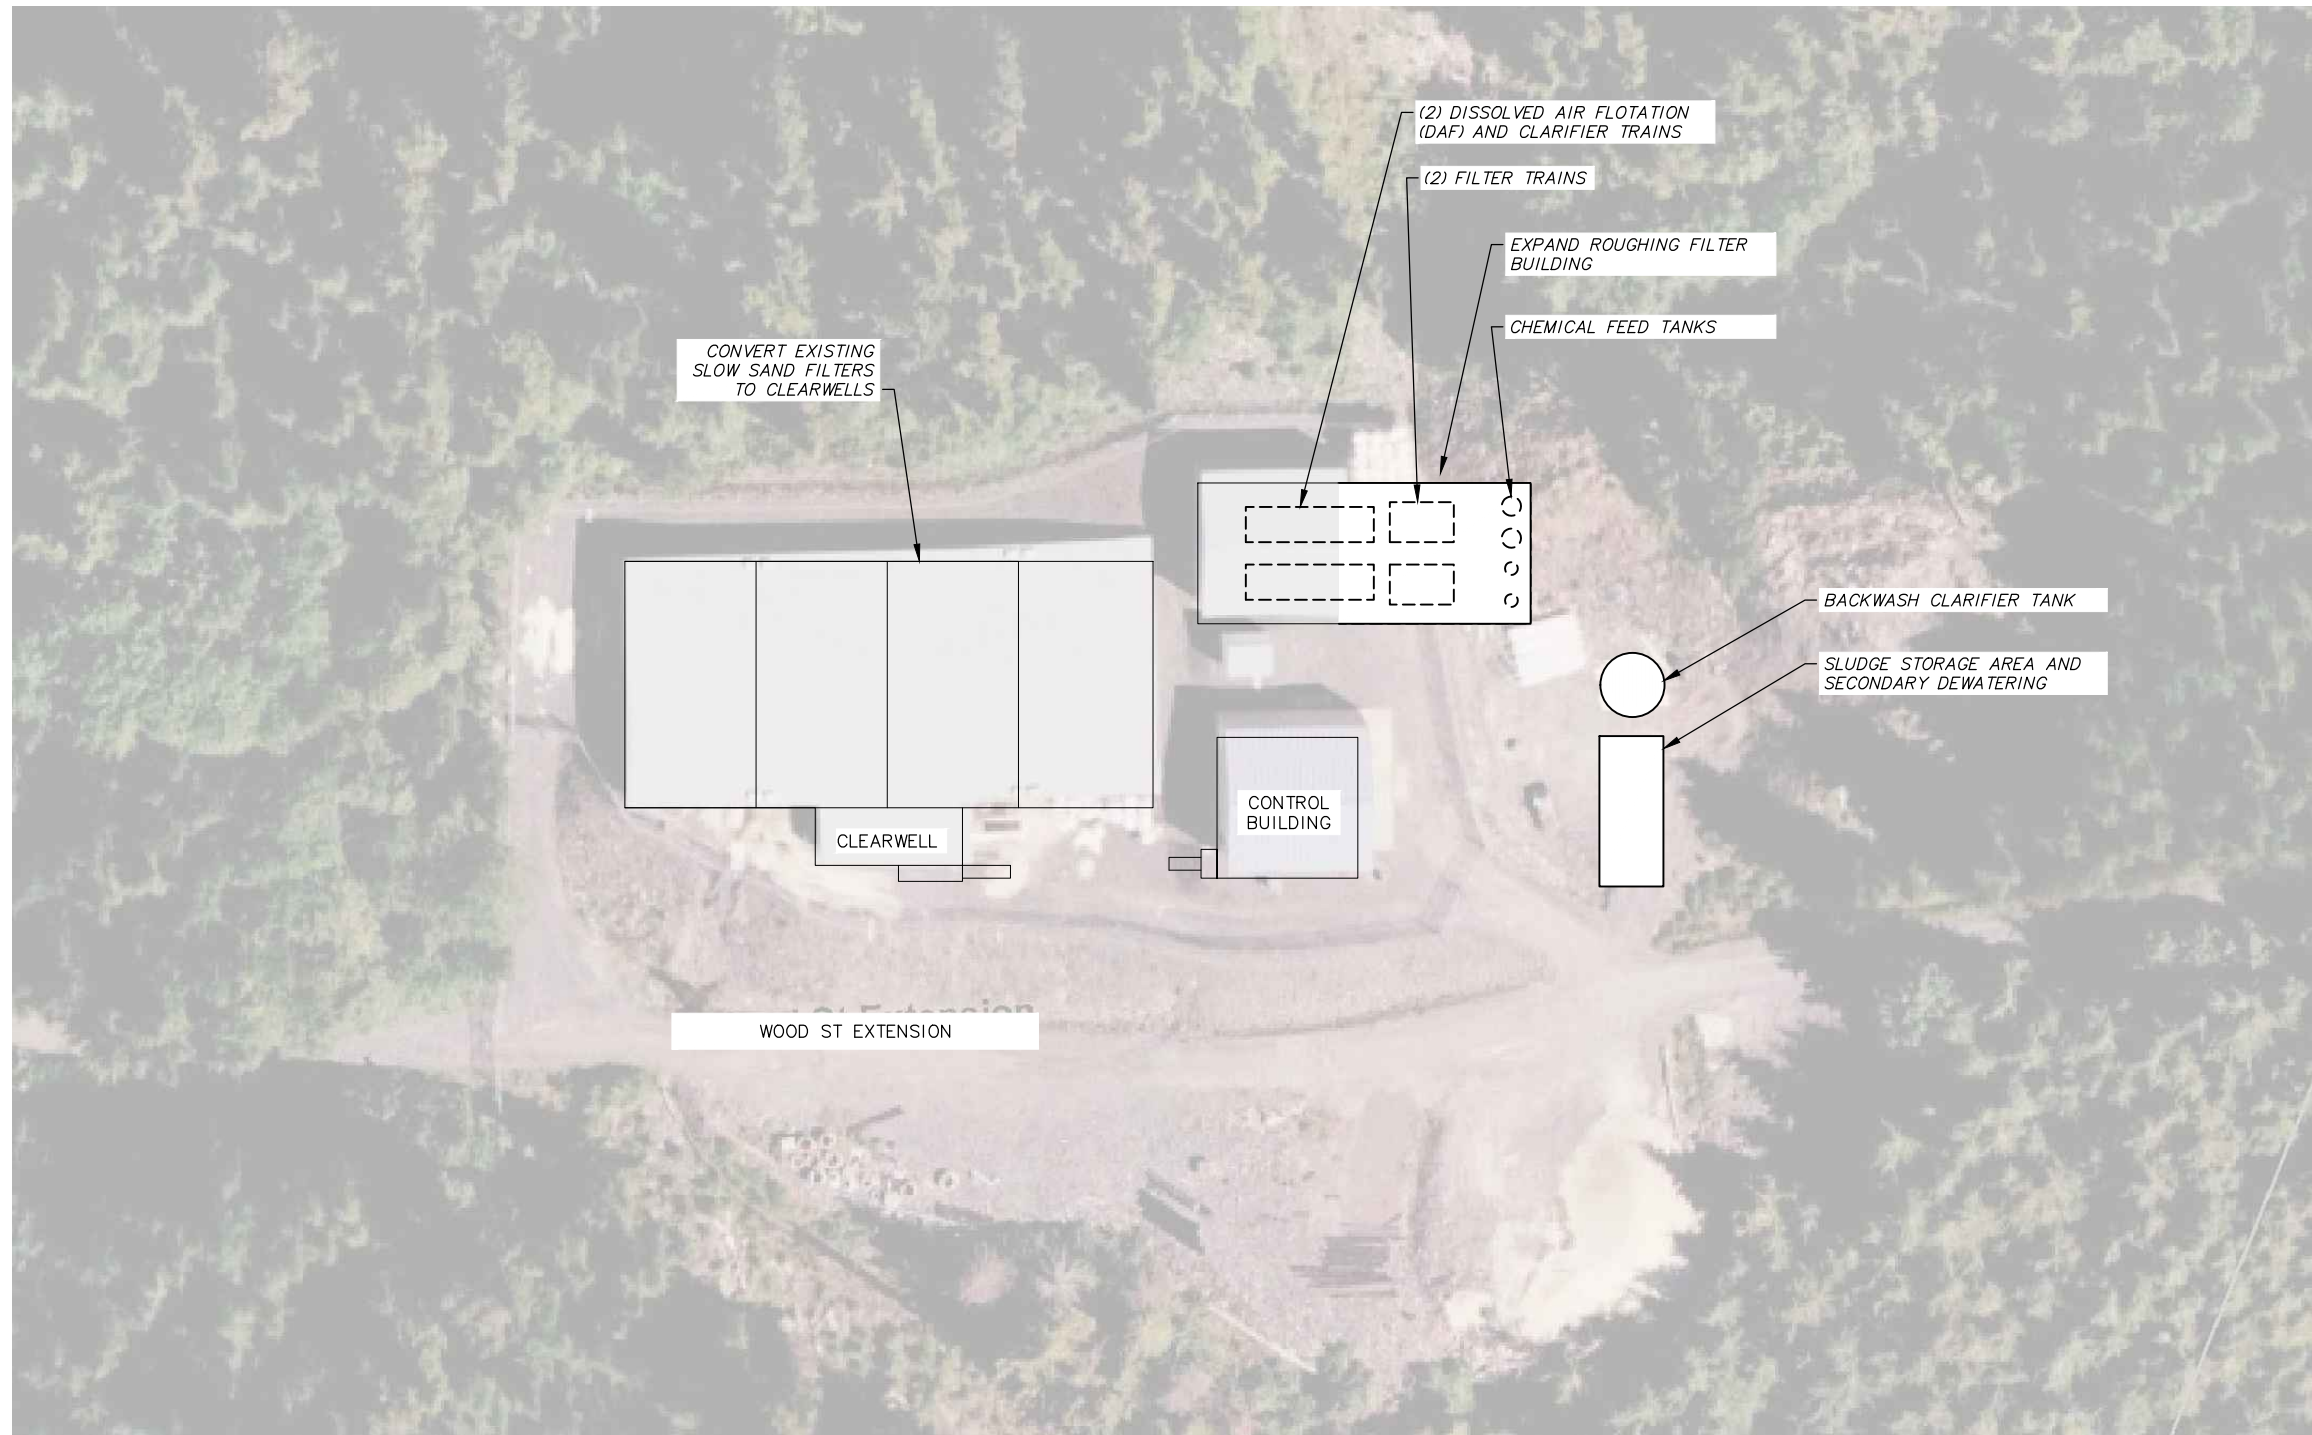 (2) DISSOLVED AIR FLOTATION
(DAF) AND CLARIFIER TRAINS
(2) FILTER TRAINS
EXPAND ROUGHING FILTER
BUILDING
CHEMICAL FEED TANKS
CONVERT EXISTING
SLOW SAND FILTERS
TO CLEARWELLS
BACKWASH CLARIFIER TANK
SLUDGE STORAGE AREA AND
SECONDARY DEWATERING
CONTROL
BUILDING
CLEARWELL
St Extension
WOOD ST EXTENSION